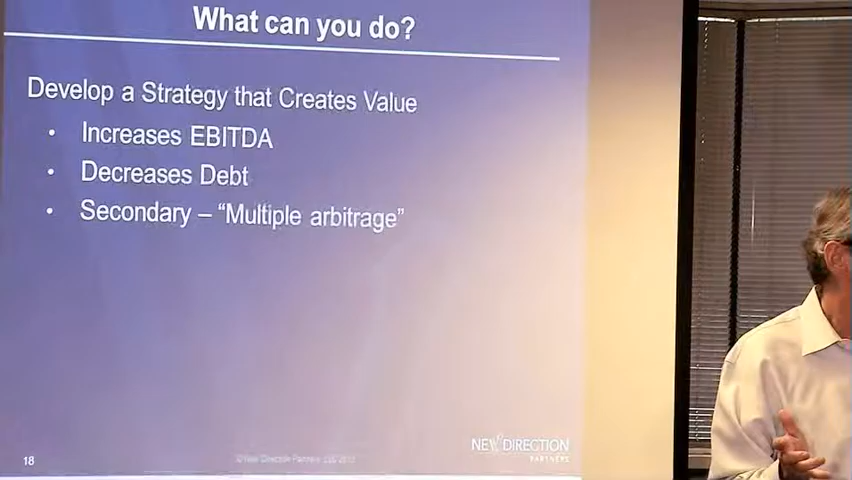 What can you do?
Develop a Strategy that Creates Value
• Increases EBITDA
• Decreases Debt
• Secondary – “Multiple arbitrage”
NEW DIRECTION
PARTNERS
18